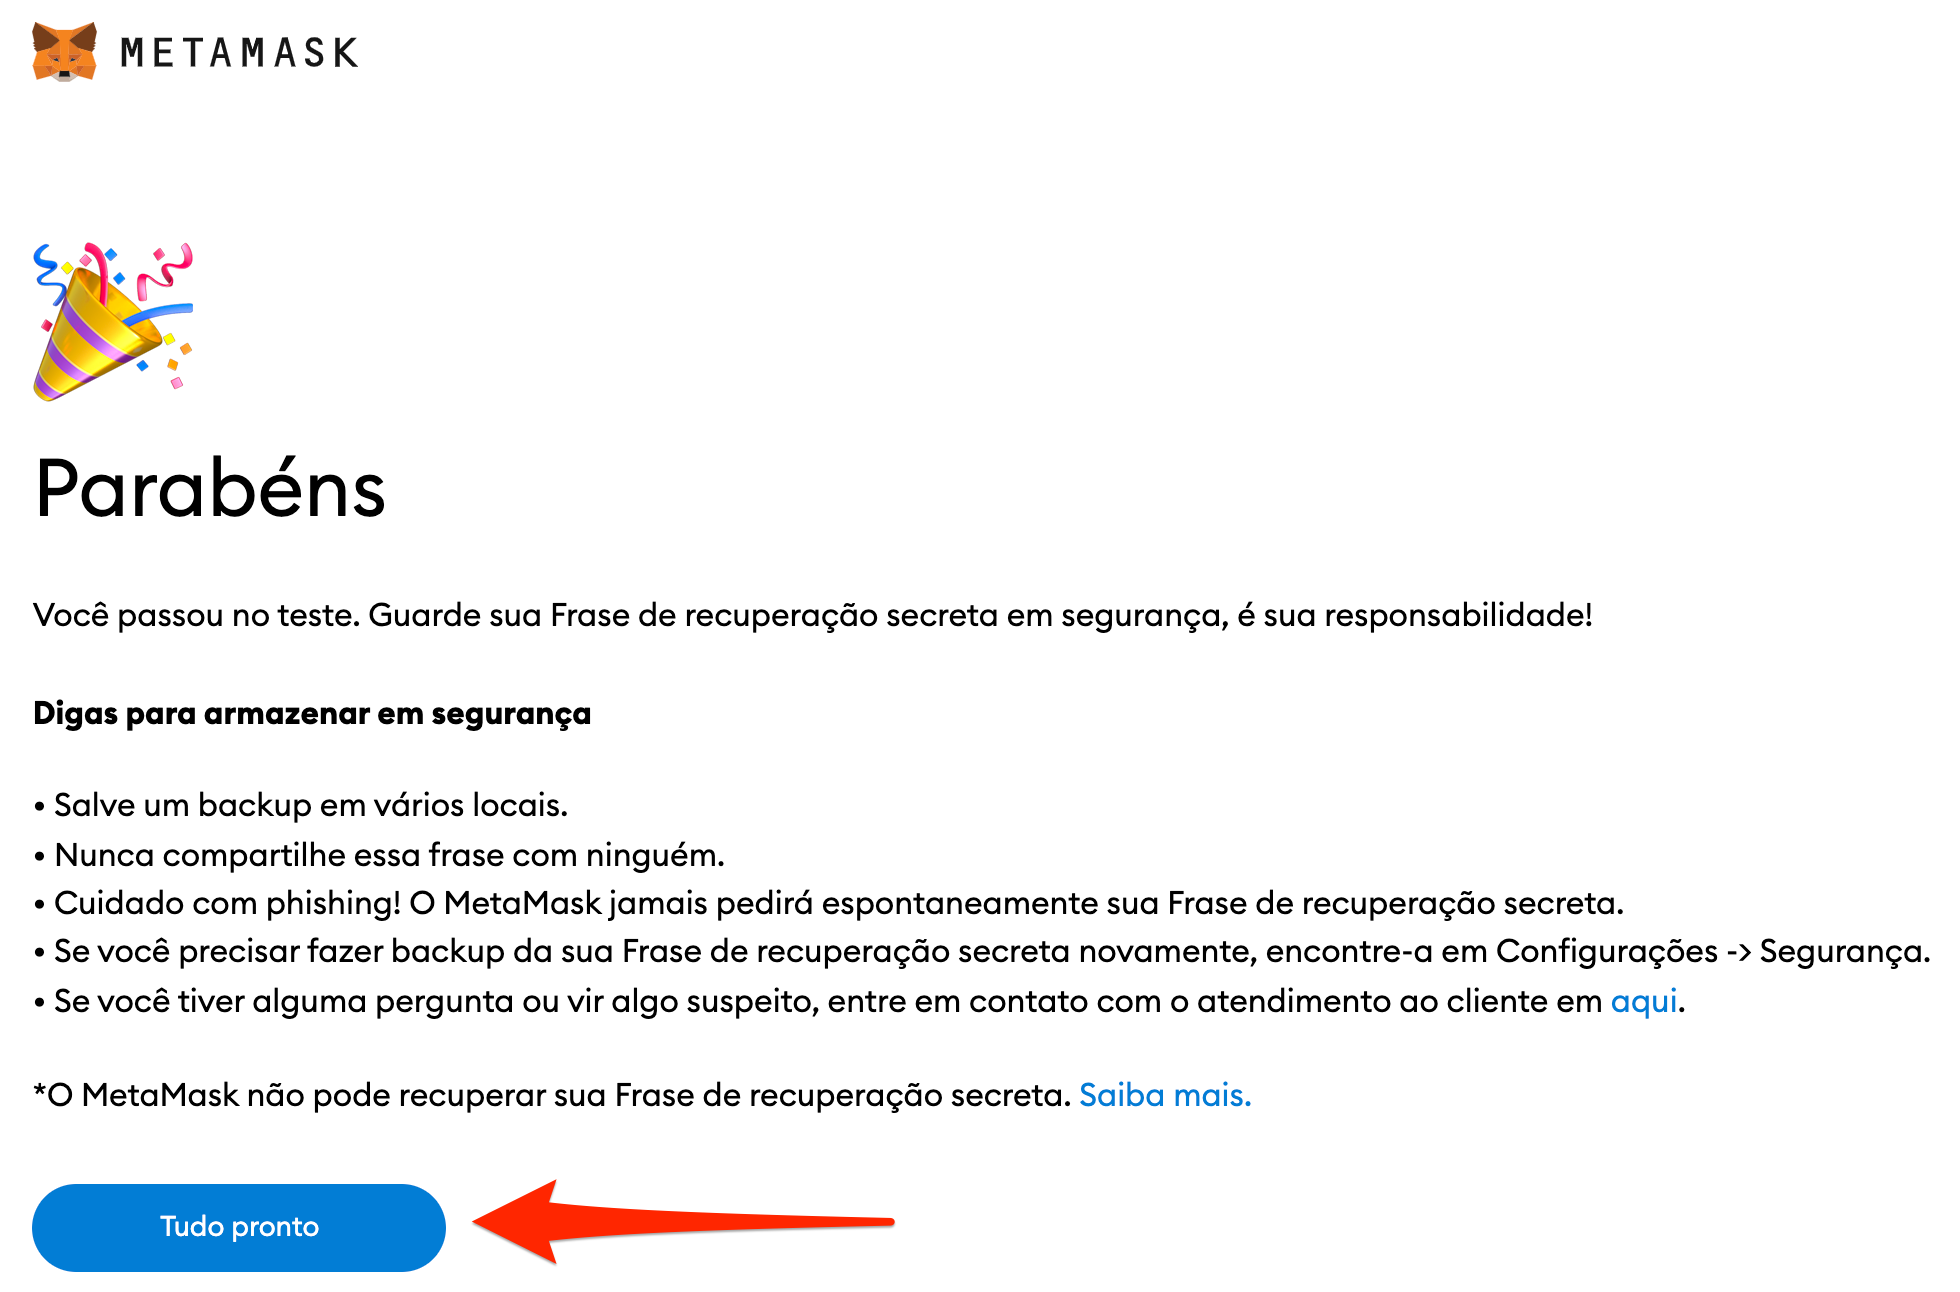 METAMASK
Parabéns
Você passou no teste. Guarde sua Frase de recuperação secreta em segurança, é sua responsabilidade!
Digas para armazenar em segurança
• Salve um backup em vários locais.
• Nunca compartilhe essa frase com ninguém.
• Cuidado com phishing! O MetaMask jamais pedirá espontaneamente sua Frase de recuperação secreta.
• Se você precisar fazer backup da sua Frase de recuperação secreta novamente, encontre-a em Configurações -> Segurança.
• Se você tiver alguma pergunta ou vir algo suspeito, entre em contato com o atendimento ao cliente em aqui.
*O MetaMask não pode recuperar sua Frase de recuperação secreta. Saiba mais.
Tudo pronto